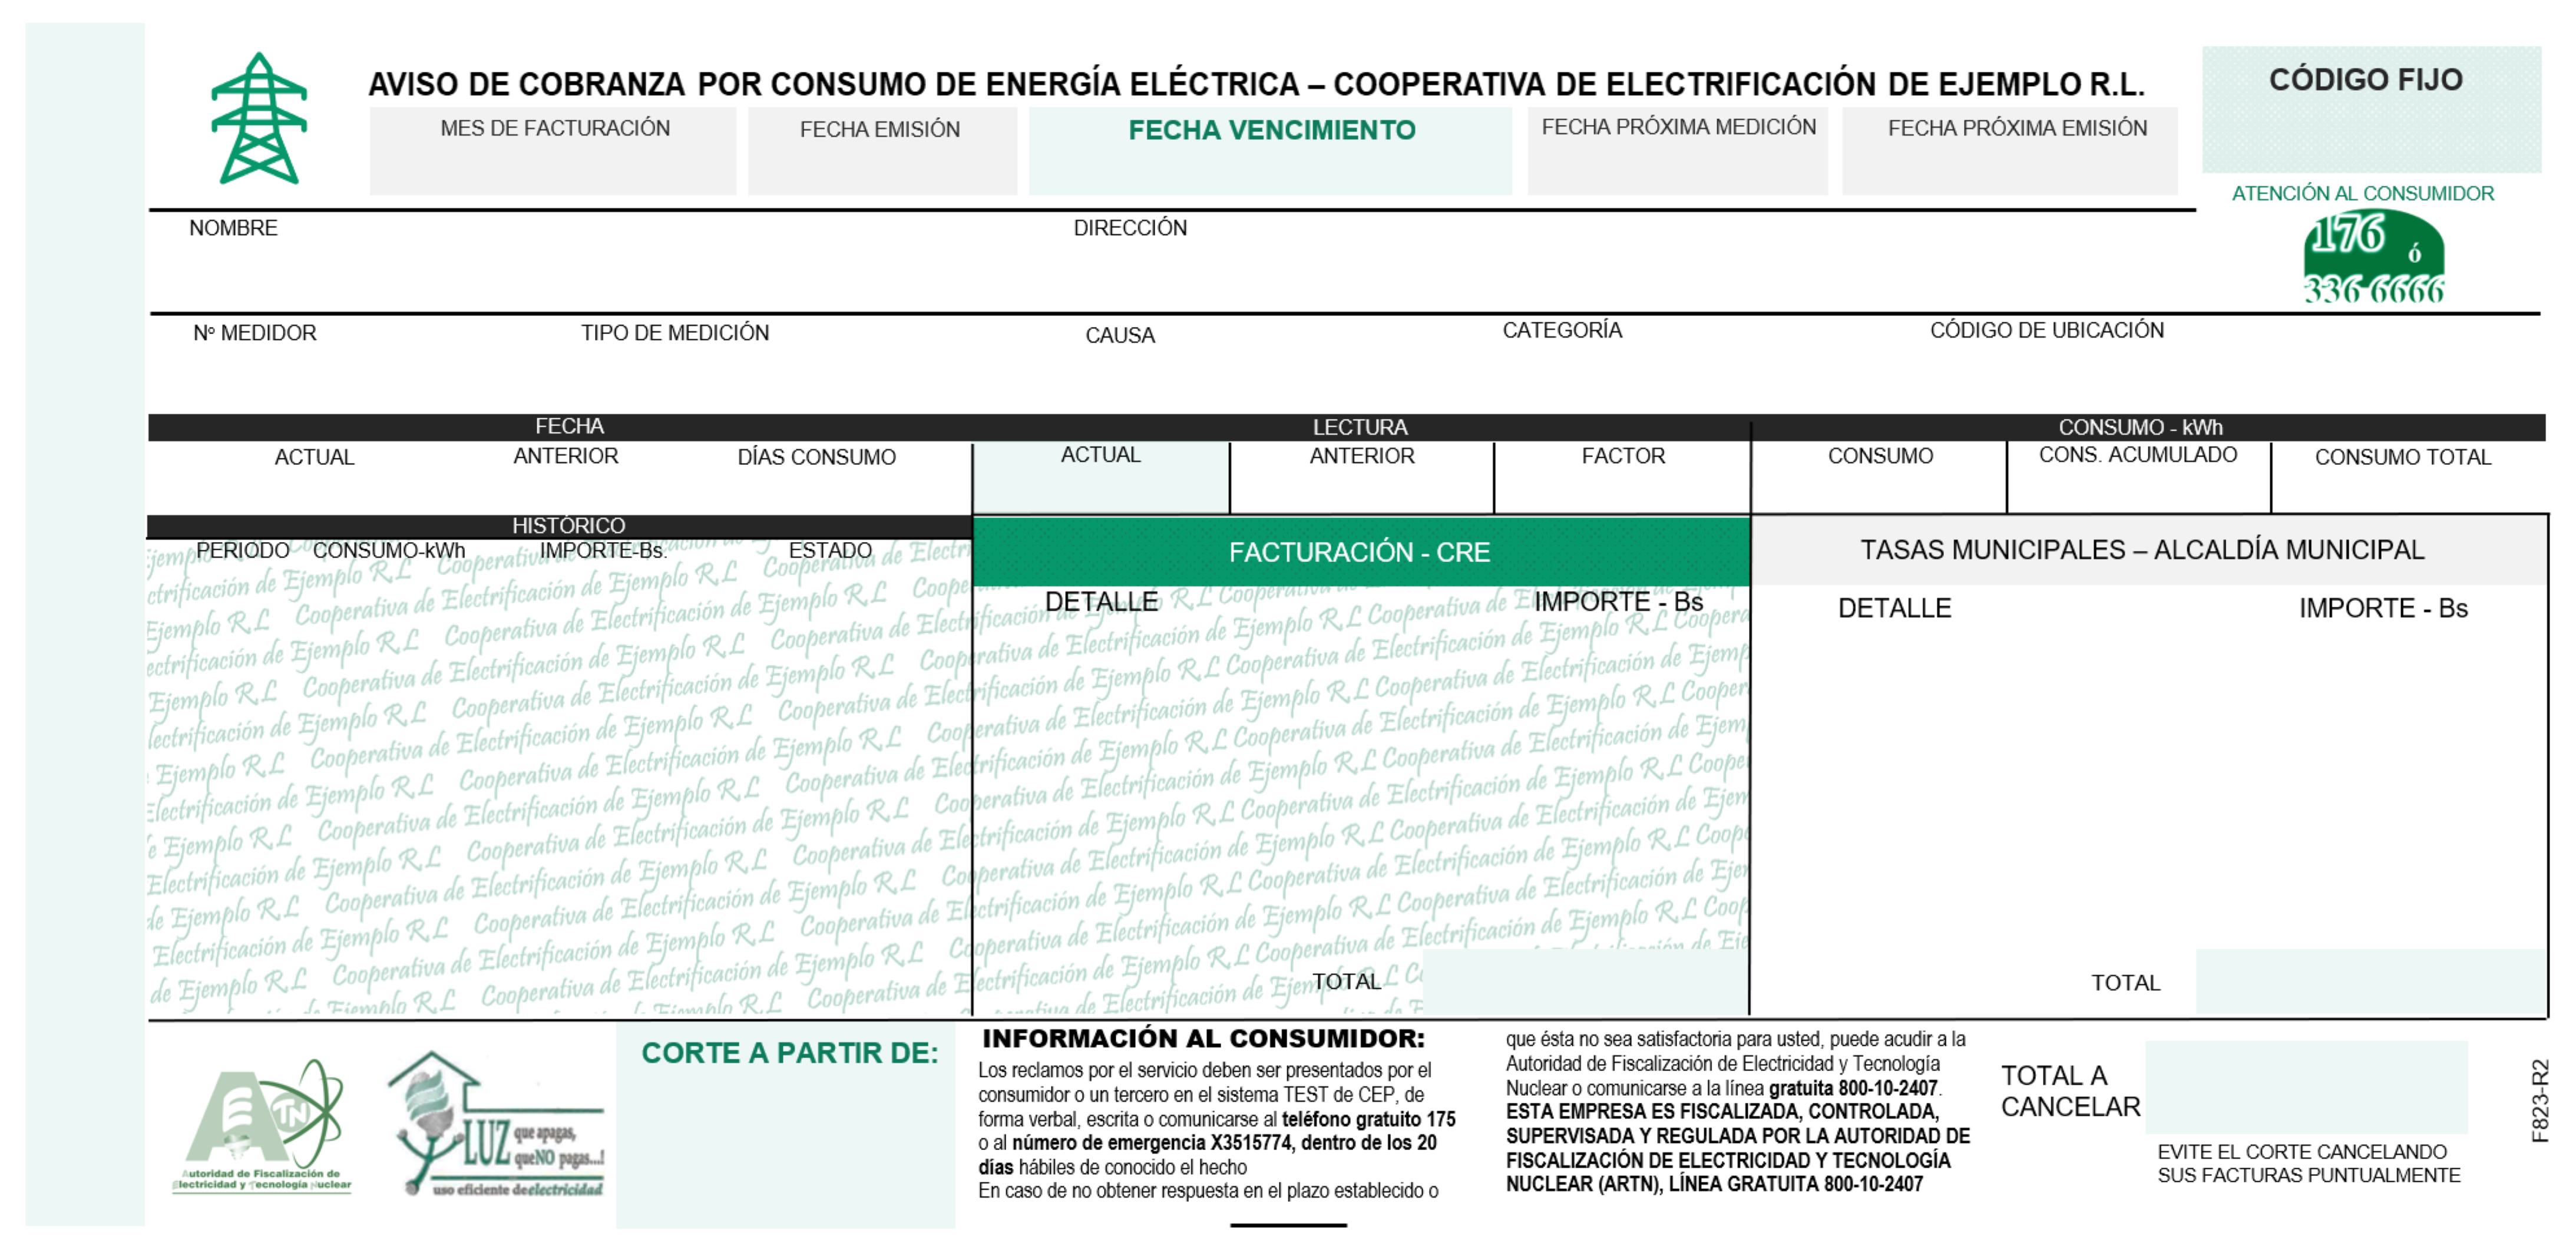 AVISO DE COBRANZA POR CONSUMO DE ENERGÍA ELÉCTRICA – COOPERATIVA DE ELECTRIFICACIÓN DE EJEMPLO R.L.
CÓDIGO FIJO
MES DE FACTURACIÓN
FECHA EMISIÓN
FECHA VENCIMIENTO
FECHA PRÓXIMA MEDICIÓN
FECHA PRÓXIMA EMISIÓN
ATENCIÓN AL CONSUMIDOR
176 ó
336-6666
NOMBRE
DIRECCIÓN
Nº MEDIDOR
TIPO DE MEDICIÓN
CAUSA
CATEGORÍA
CÓDIGO DE UBICACIÓN
FECHA
LECTURA
CONSUMO - kWh
ACTUAL
ANTERIOR
DÍAS CONSUMO
ACTUAL
ANTERIOR
FACTOR
CONSUMO
CONS. ACUMULADO
CONSUMO TOTAL
HISTÓRICO
PERIODO
CONSUMO-kWh
IMPORTE-Bs.
ESTADO
Cooperativa de Electrificación de Ejemplo R.L
FACTURACIÓN - CRE
DETALLE
IMPORTE - Bs
TOTAL
TASAS MUNICIPALES – ALCALDÍA MUNICIPAL
DETALLE
IMPORTE - Bs
TOTAL
AETN
Autoridad de Fiscalización de
Electricidad y Tecnología Nuclear
LUZ que apagas,
queNO pagas...!
uso eficiente de electricidad
CORTE A PARTIR DE:
INFORMACIÓN AL CONSUMIDOR:
Los reclamos por el servicio deben ser presentados por el
consumidor o un tercero en el sistema TEST de CEP, de
forma verbal, escrita o comunicarse al teléfono gratuito 175
o al número de emergencia X3515774, dentro de los 20
días hábiles de conocido el hecho
En caso de no obtener respuesta en el plazo establecido o
que ésta no sea satisfactoria para usted, puede acudir a la
Autoridad de Fiscalización de Electricidad y Tecnología
Nuclear o comunicarse a la línea gratuita 800-10-2407.
ESTA EMPRESA ES FISCALIZADA, CONTROLADA,
SUPERVISADA Y REGULADA POR LA AUTORIDAD DE
FISCALIZACIÓN DE ELECTRICIDAD Y TECNOLOGÍA
NUCLEAR (ARTN), LÍNEA GRATUITA 800-10-2407
TOTAL A
CANCELAR
EVITE EL CORTE CANCELANDO
SUS FACTURAS PUNTUALMENTE
F823-R2